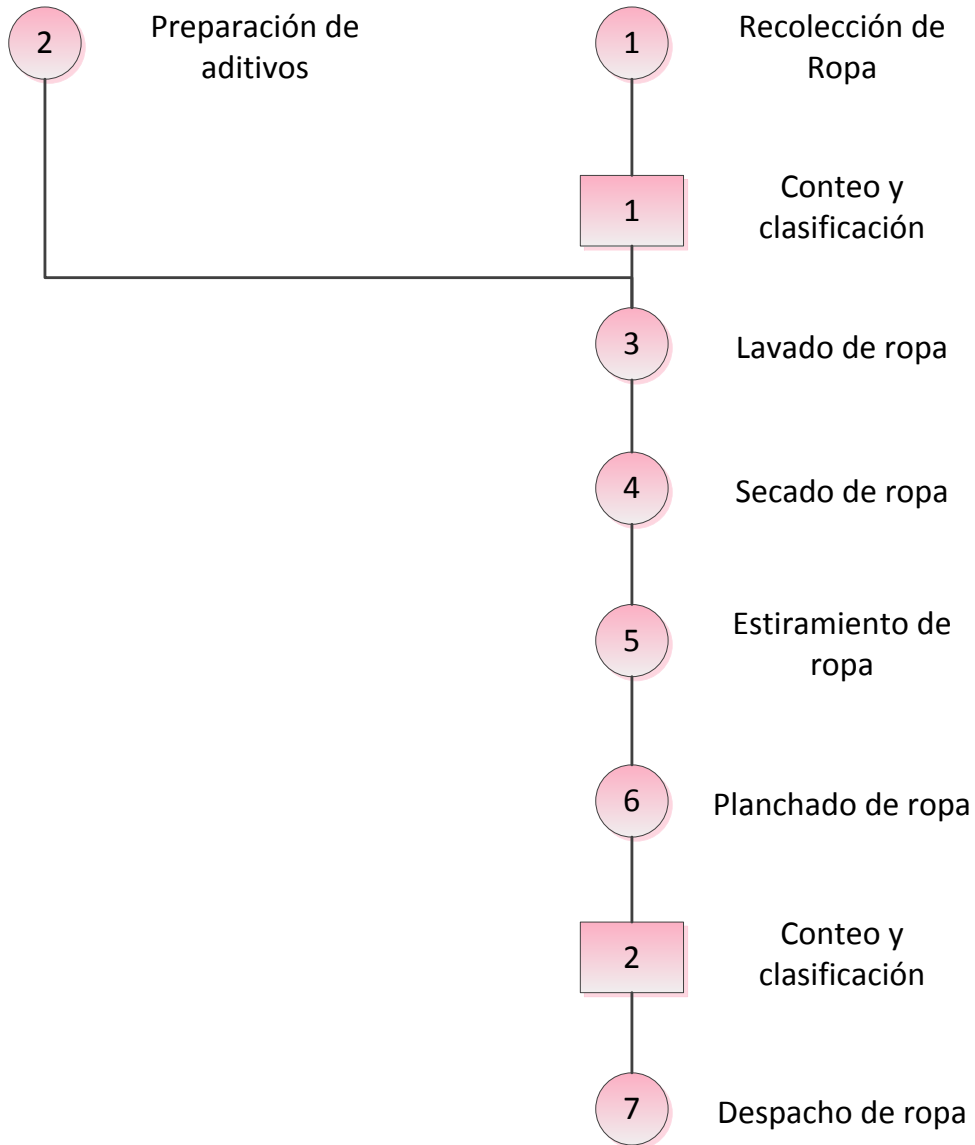 2
Preparación de
aditivos
1
Recolección de
Ropa
1
Conteo y
clasificación
3
Lavado de ropa
4
Secado de ropa
5
Estiramiento de
ropa
6
Planchado de ropa
2
Conteo y
clasificación
7
Despacho de ropa